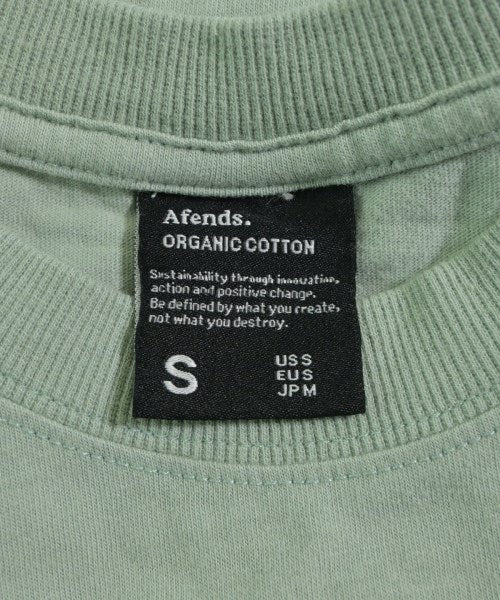 Afends.
ORGANIC COTTON
Sustainability through innovation,
action and positive change.
Be defined by what you create,
not what you destroy.
S
US S
EU S
JP M